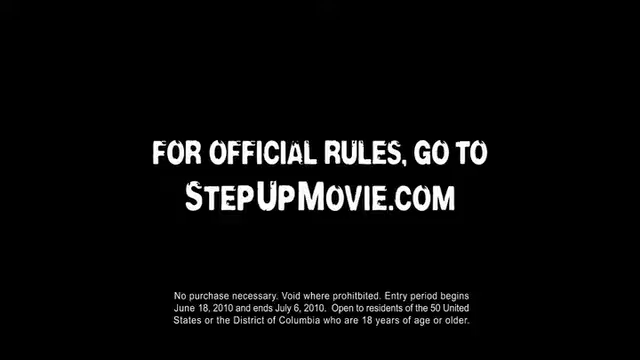 FOR OFFICIAL RULES, GO TO
STEPUPMOVIE.COM
No purchase necessary. Void where prohitbited. Entry period begins
June 18, 2010 and ends July 6, 2010. Open to residents of the 50 United
States or the District of Columbia who are 18 years of age or older.